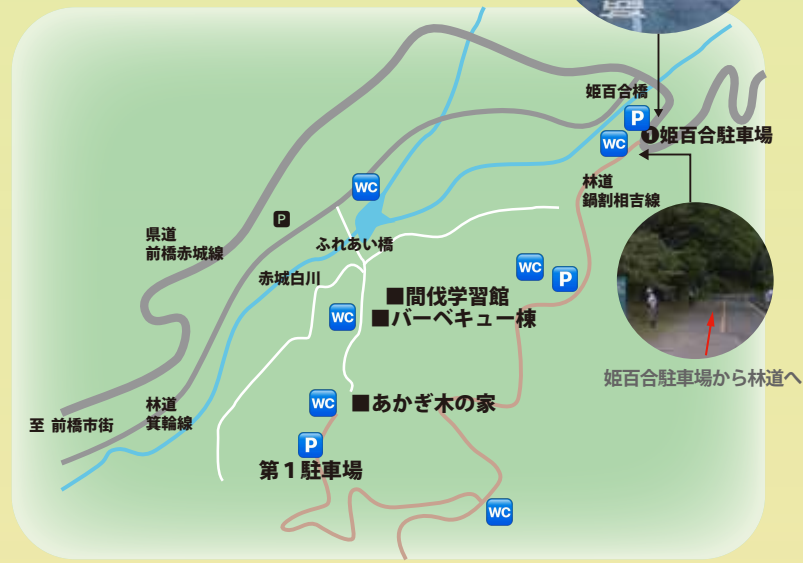 姫百合橋
P
❶姫百合駐車場
WC
林道
鍋割相吉線
WC
P
県道
前橋赤城線
ふれあい橋
赤城白川
WC
P
■間伐学習館
■バーベキュー棟
WC
姫百合駐車場から林道へ
WC
■あかぎ木の家
林道
箕輪線
至 前橋市街
P
第１駐車場
WC